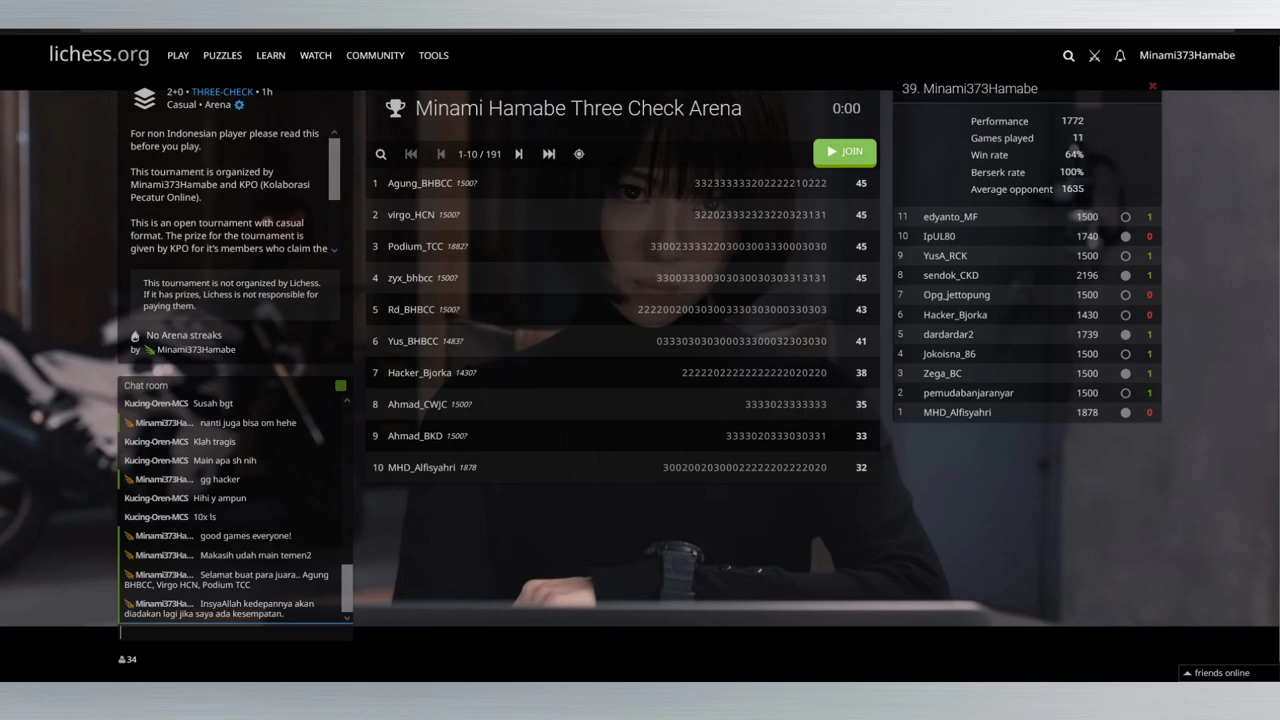 lichess.org PLAY PUZZLES LEARN WATCH COMMUNITY TOOLS Minami373Hamabe
2+0 • THREE-CHECK • 1h
Casual • Arena
For non Indonesian player please read this
before you play.
This tournament is organized by
Minami373Hamabe and KPO (Kolaborasi
Pecatur Online).
This is an open tournament with casual
format. The prize for the tournament is
given by KPO for it's members who claim the
This tournament is not organized by Lichess.
If it has prizes, Lichess is not responsible for
paying them.
No Arena streaks
by Minami373Hamabe
Chat room
Kucing-Oren-MCS Susah bgt
Minami373Ha... nanti juga bisa om hehe
Kucing-Oren-MCS Klah tragis
Kucing-Oren-MCS Main apa sh nih
Minami373Ha... gg hacker
Kucing-Oren-MCS Hihi y ampun
Kucing-Oren-MCS 10x ls
Minami373Ha... good games everyone!
Minami373Ha... Makasih udah main temen2
Minami373Ha... Selamat buat para juara.. Agung
BHBCC, Virgo HCN, Podium TCC
Minami373Ha... InsyaAllah kedepannya akan
diadakan lagi jika saya ada kesempatan.
34
Minami Hamabe Three Check Arena 0:00
1-10 / 191 JOIN
1 Agung_BHBCC 1500? 332333333202222210222 45
2 virgo_HCN 1500? 322023332323220323131 45
3 Podium_TCC 1882? 3300233332203003003330003030 45
4 zyx_bhbcc 1500? 330033300303030030303313131 45
5 Rd_BHBCC 1500? 222200200303003333030003303​03 43
6 Yus_BHBCC 1483? 033303030300033300032303030 41
7 Hacker_Bjorka 1430? 22222022222222222020220 38
8 Ahmad_CWJC 1500? 3333023333333 35
9 Ahmad_BKD 1500? 3333020333030331 33
10 MHD_Alfisyahri 1878 30020020300022222202222020 32
39. Minami373Hamabe
Performance 1772
Games played 11
Win rate 64%
Berserk rate 100%
Average opponent 1635
11 edyanto_MF 1500 1
10 IpUL80 1740 0
9 YusA_RCK 1500 1
8 sendok_CKD 2196 1
7 Opg_jettopung 1500 0
6 Hacker_Bjorka 1430 0
5 dardardar2 1739 1
4 Jokoisna_86 1500 1
3 Zega_BC 1500 1
2 pemudabanjaranyar 1500 1
1 MHD_Alfisyahri 1878 0
friends online